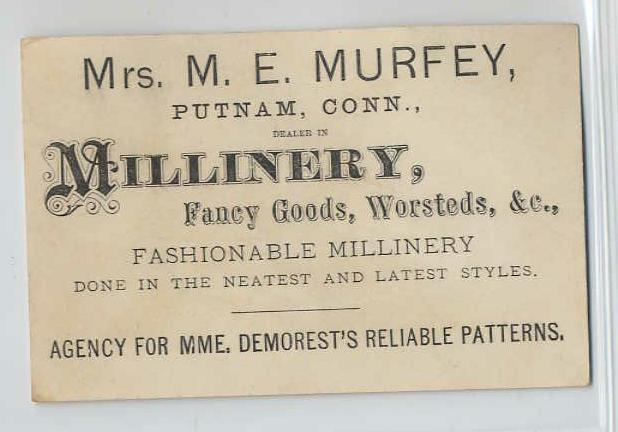 Mrs. M. E. MURFEY,
PUTNAM, CONN.,
DEALER IN
MILLINERY,
Fancy Goods, Worsteds, &c.,
FASHIONABLE MILLINERY
DONE IN THE NEATEST AND LATEST STYLES.
AGENCY FOR MME. DEMOREST'S RELIABLE PATTERNS.